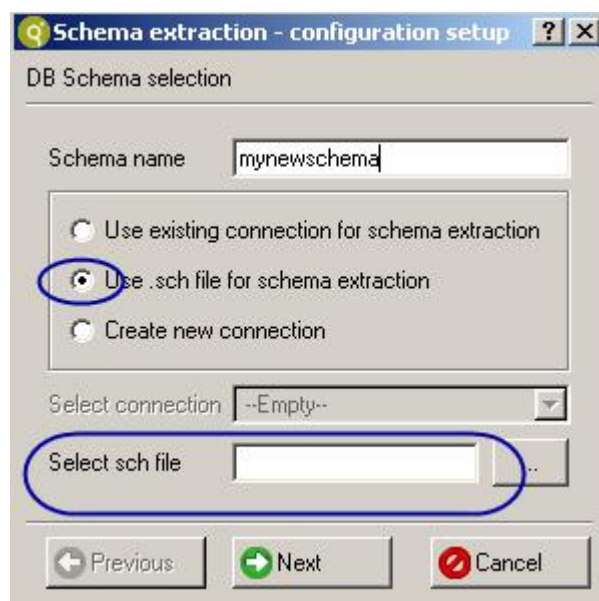 Schema extraction - configuration setup ? X
DB Schema selection
Schema name mynewschema
Use existing connection for schema extraction
Use .sch file for schema extraction
Create new connection
Select connection --Empty--
Select sch file ...
Previous Next Cancel